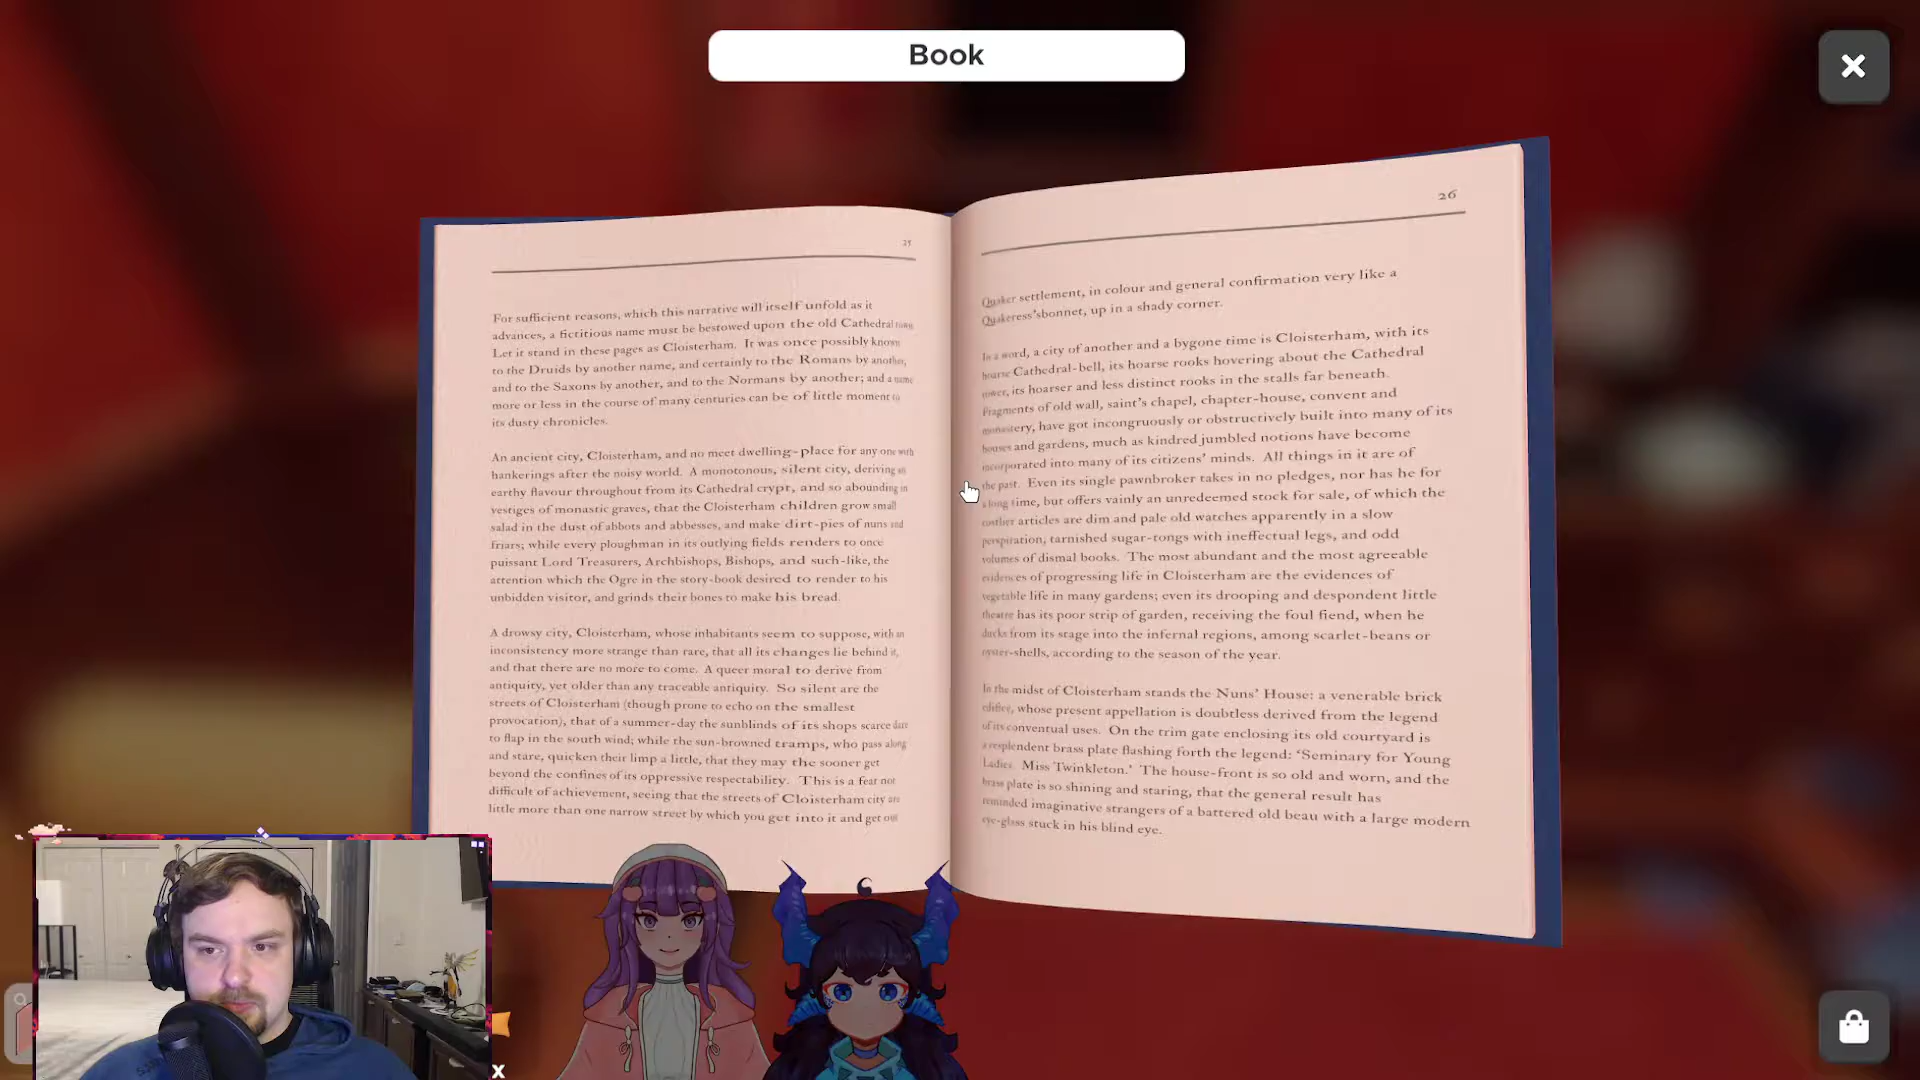 Book
25
For sufficient reasons, which this narrative will itself unfold as it
advances, a fictitious name must be bestowed upon the old Cathedral town.
Let it stand in these pages as Cloisterham. It was once possibly known
to the Druids by another name, and certainly to the Romans by another,
and to the Saxons by another, and to the Normans by another; and a name
more or less in the course of many centuries can be of little moment to
its dusty chronicles.
An ancient city, Cloisterham, and no meet dwelling-place for any one with
hankerings after the noisy world. A monotonous, silent city, deriving an
earthy flavour throughout from its Cathedral crypt, and so abounding in
vestiges of monastic graves, that the Cloisterham children grow small
salad in the dust of abbots and abbesses, and make dirt-pies of nuns and
friars; while every ploughman in its outlying fields renders to once
puissant Lord Treasurers, Archbishops, Bishops, and such-like, the
attention which the Ogre in the story-book desired to render to his
unbidden visitor, and grinds their bones to make his bread.
A drowsy city, Cloisterham, whose inhabitants seem to suppose, with an
inconsistency more strange than rare, that all its changes lie behind it,
and that there are no more to come. A queer moral to derive from
antiquity, yet older than any traceable antiquity. So silent are the
streets of Cloisterham (though prone to echo on the smallest
provocation), that of a summer-day the sunblinds of its shops scarce dare
to flap in the south wind; while the sun-browned tramps, who pass along
and stare, quicken their limp a little, that they may the sooner get
beyond the confines of its oppressive respectability. This is a fear not
difficult of achievement, seeing that the streets of Cloisterham city are
little more than one narrow street by which you get into it and get out
26
Quaker settlement, in colour and general confirmation very like a
Quakeress'sbonnet, up in a shady corner.
In a word, a city of another and a bygone time is Cloisterham, with its
hoarse Cathedral-bell, its hoarse rooks hovering about the Cathedral
tower, its hoarser and less distinct rooks in the stalls far beneath.
Fragments of old wall, saint's chapel, chapter-house, convent and
monastery, have got incongruously or obstructively built into many of its
houses and gardens, much as kindred jumbled notions have become
incorporated into many of its citizens' minds. All things in it are of
the past. Even its single pawnbroker takes in no pledges, nor has he for
a long time, but offers vainly an unredeemed stock for sale, of which the
costlier articles are dim and pale old watches apparently in a slow
perspiration, tarnished sugar-tongs with ineffectual legs, and odd
volumes of dismal books. The most abundant and the most agreeable
evidences of progressing life in Cloisterham are the evidences of
vegetable life in many gardens; even its drooping and despondent little
theatre has its poor strip of garden, receiving the foul fiend, when he
ducks from its stage into the infernal regions, among scarlet-beans or
oyster-shells, according to the season of the year.
In the midst of Cloisterham stands the Nuns' House: a venerable brick
edifice, whose present appellation is doubtless derived from the legend
of its conventual uses. On the trim gate enclosing its old courtyard is
a resplendent brass plate flashing forth the legend: 'Seminary for Young
Ladies. Miss Twinkleton.' The house-front is so old and worn, and the
brass plate is so shining and staring, that the general result has
reminded imaginative strangers of a battered old beau with a large modern
eye-glass stuck in his blind eye.